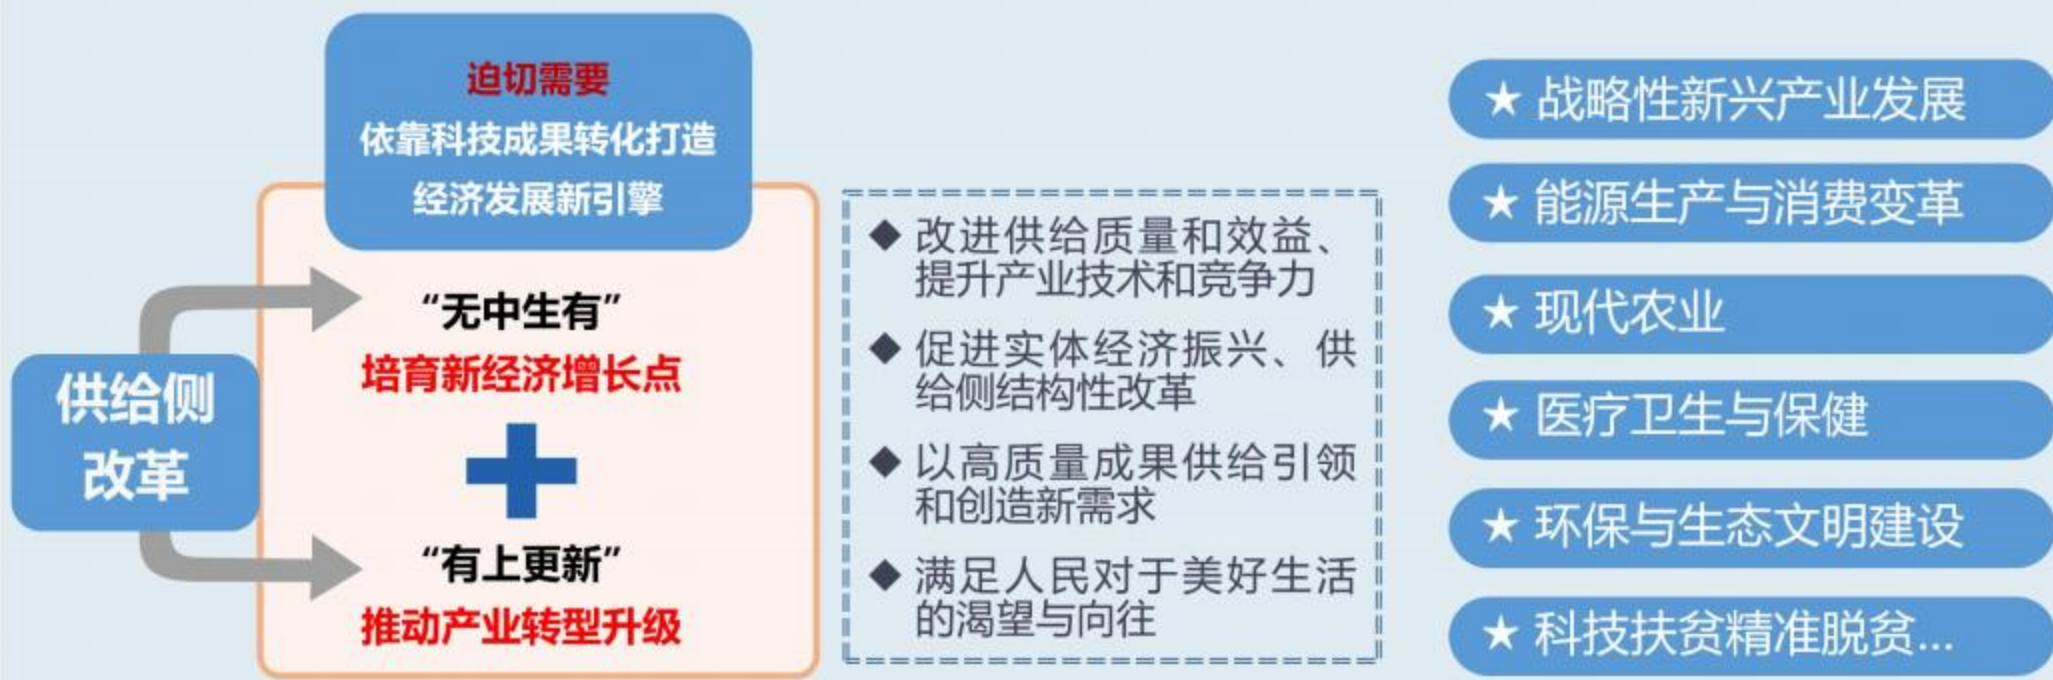 迫切需要
依靠科技成果转化打造
经济发展新引擎
供给侧
改革
“无中生有”
培育新经济增长点
“有上更新”
推动产业转型升级
◆ 改进供给质量和效益、
提升产业技术和竞争力
◆ 促进实体经济振兴、供
给侧结构性改革
◆ 以高质量成果供给引领
和创造新需求
◆ 满足人民对于美好生活
的渴望与向往
★ 战略性新兴产业发展
★ 能源生产与消费变革
★ 现代农业
★ 医疗卫生与保健
★ 环保与生态文明建设
★ 科技扶贫精准脱贫...